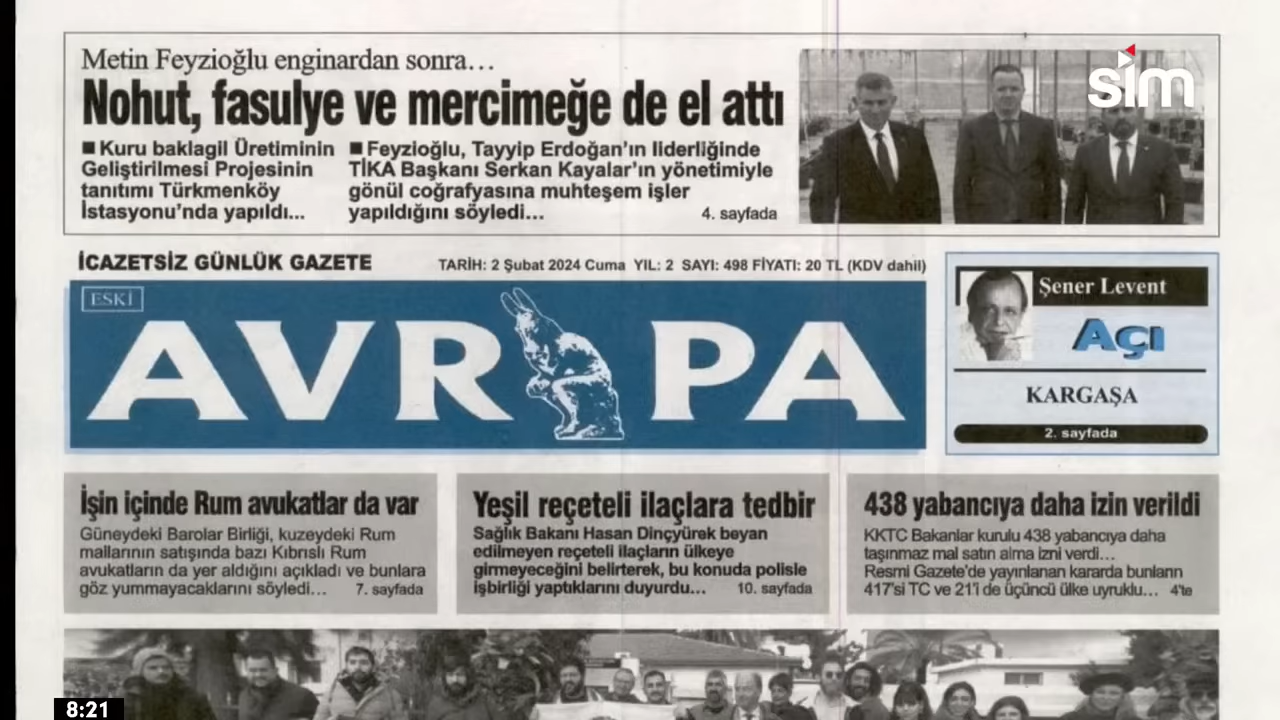 Metin Feyzioğlu enginardan sonra…
Nohut, fasulye ve mercimeğe de el attı
■ Kuru baklagil Üretiminin
Geliştirilmesi Projesinin
tanıtımı Türkmenköy
İstasyonu'nda yapıldı...
■ Feyzioğlu, Tayyip Erdoğan'ın liderliğinde
TİKA Başkanı Serkan Kayalar'ın yönetimiyle
gönül coğrafyasına muhteşem işler
yapıldığını söyledi...
4. sayfada
sim
İCAZETSİZ GÜNLÜK GAZETE
TARİH: 2 Şubat 2024 Cuma YIL: 2 SAYI: 498 FİYATI: 20 TL (KDV dahil)
ESKİ
AVR PA
Şener Levent
Açı
KARGAŞA
2. sayfada
İşin içinde Rum avukatlar da var
Güneydeki Barolar Birliği, kuzeydeki Rum
mallarının satışında bazı Kıbrıslı Rum
avukatların da yer aldığını açıkladı ve bunlara
göz yummayacaklarını söyledi... 7. sayfada
Yeşil reçeteli ilaçlara tedbir
Sağlık Bakanı Hasan Dinçyürek beyan
edilmeyen reçeteli ilaçların ülkeye
girmeyeceğini belirterek, bu konuda polisle
işbirliği yaptıklarını duyurdu... 10. sayfada
438 yabancıya daha izin verildi
KKTC Bakanlar kurulu 438 yabancıya daha
taşınmaz mal satın alma izni verdi...
Resmi Gazete'de yayınlanan kararda bunların
417'si TC ve 21'i de üçüncü ülke uyruklu... 4'te
8:21